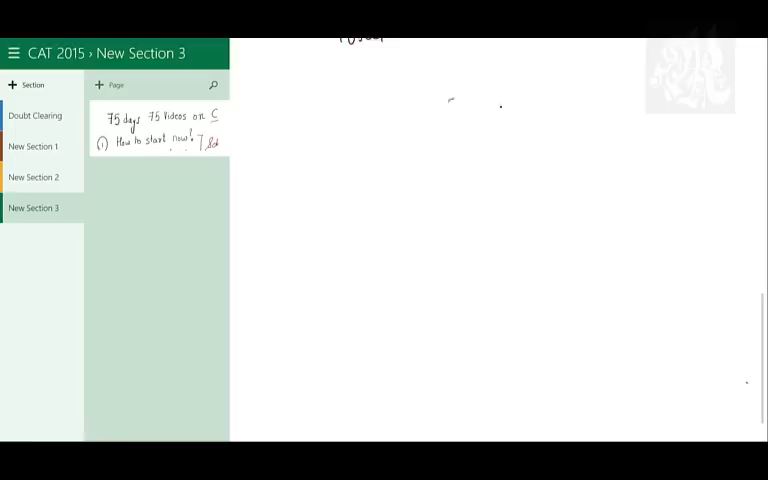 CAT 2015 › New Section 3
+ Section
+ Page
Doubt Clearing
75 days 75 Videos on C
① How to start now?
New Section 1
New Section 2
New Section 3